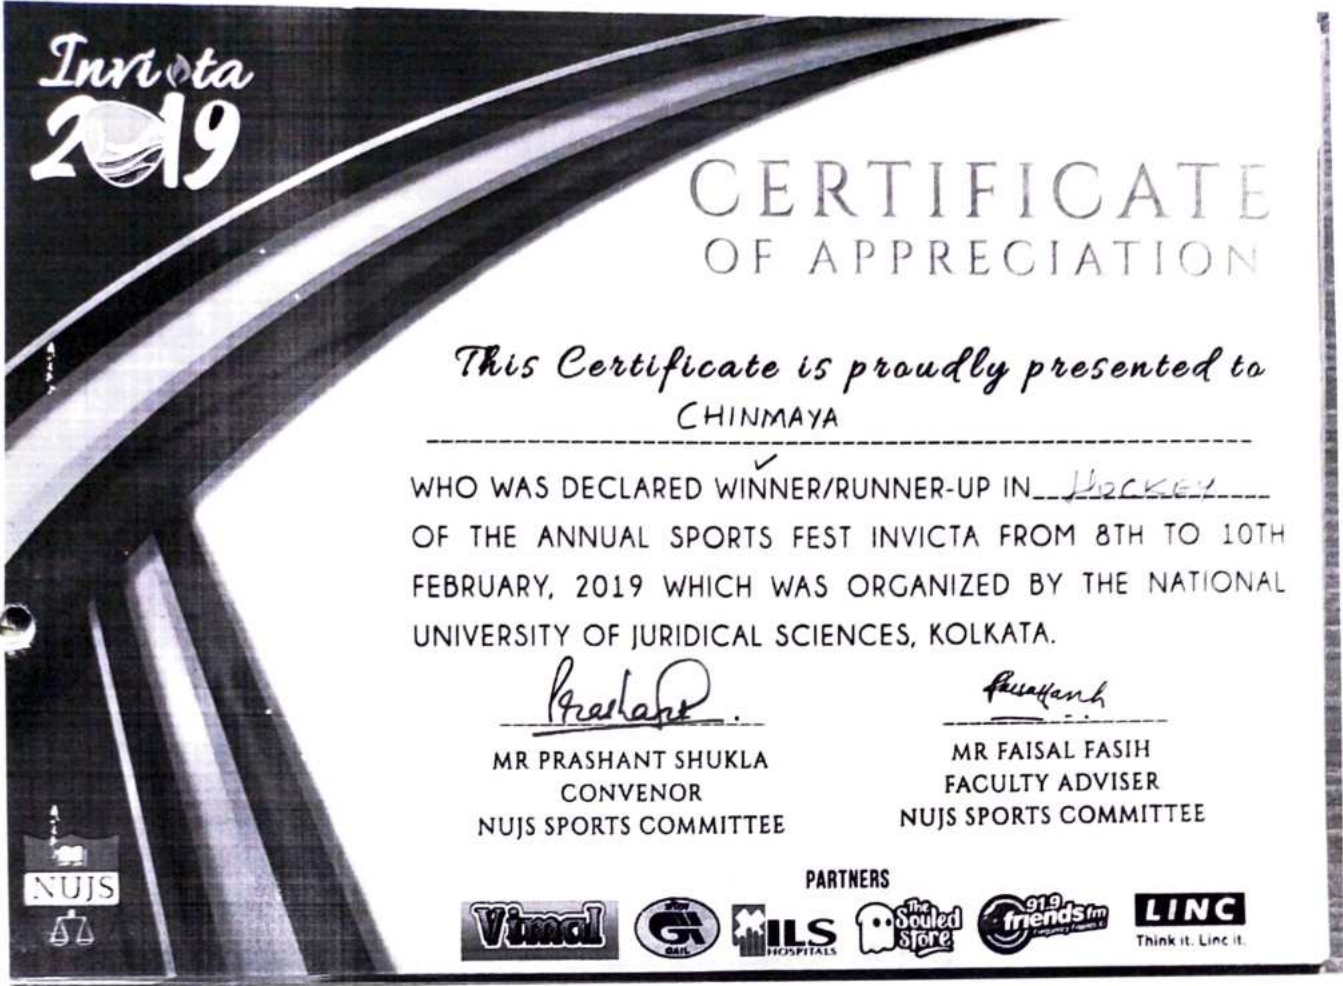 Invicta
2019
CERTIFICATE
OF APPRECIATION
This Certificate is proudly presented to
CHINMAYA
WHO WAS DECLARED WINNER/RUNNER-UP IN HOCKEY
OF THE ANNUAL SPORTS FEST INVICTA FROM 8TH TO 10TH
FEBRUARY, 2019 WHICH WAS ORGANIZED BY THE NATIONAL
UNIVERSITY OF JURIDICAL SCIENCES, KOLKATA.
Prashant
MR PRASHANT SHUKLA
CONVENOR
NUJS SPORTS COMMITTEE
MR FAISAL FASIH
FACULTY ADVISER
NUJS SPORTS COMMITTEE
NUJS
PARTNERS
Vimal
GAIL
ILS
HOSPITALS
The
Souled
Store
91.9
friends fm
LINC
Think it. Linc it.